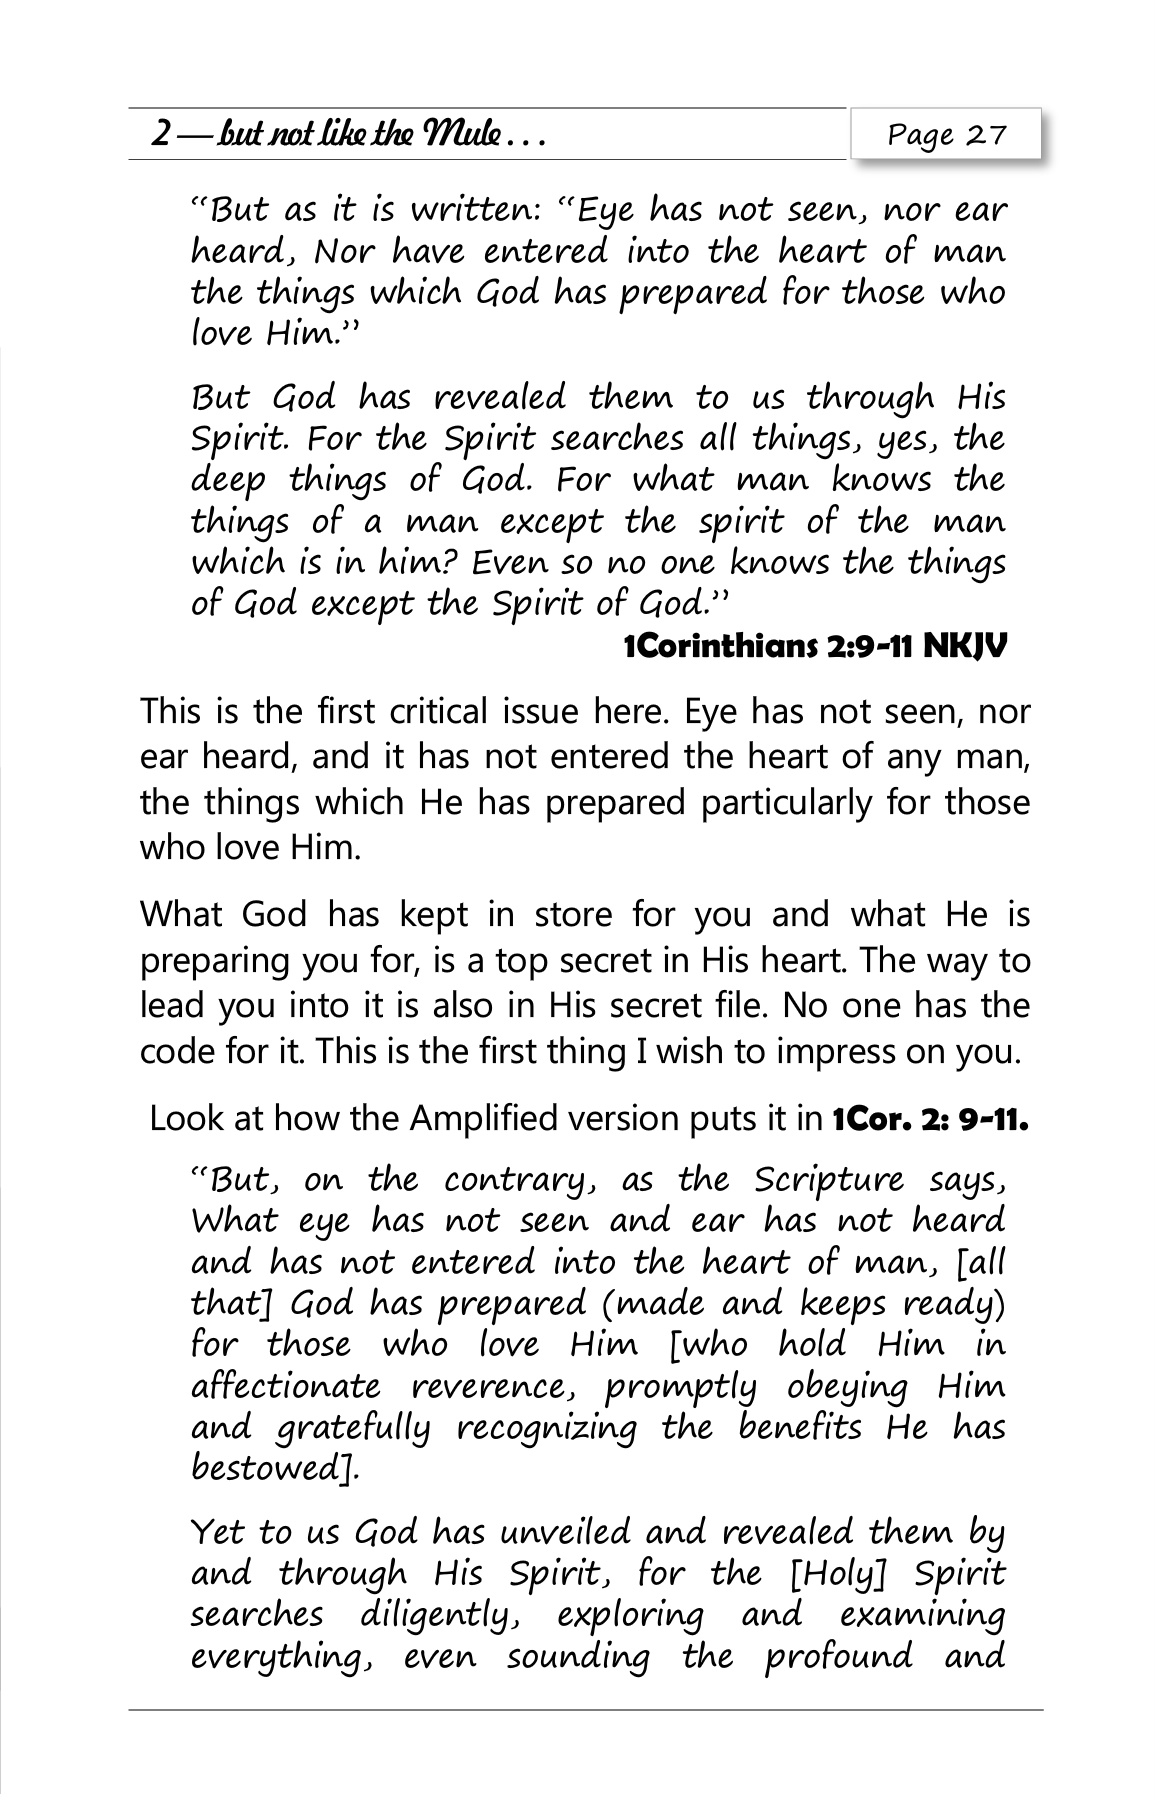 2 — but not like the Mule . . .
Page 27
“But as it is written: “Eye has not seen, nor ear
heard, Nor have entered into the heart of man
the things which God has prepared for those who
love Him.”
But God has revealed them to us through His
Spirit. For the Spirit searches all things, yes, the
deep things of God. For what man knows the
things of a man except the spirit of the man
which is in him? Even so no one knows the things
of God except the Spirit of God.”
1Corinthians 2:9-11 NKJV
This is the first critical issue here. Eye has not seen, nor
ear heard, and it has not entered the heart of any man,
the things which He has prepared particularly for those
who love Him.
What God has kept in store for you and what He is
preparing you for, is a top secret in His heart. The way to
lead you into it is also in His secret file. No one has the
code for it. This is the first thing I wish to impress on you.
Look at how the Amplified version puts it in 1Cor. 2: 9-11.
“But, on the contrary, as the Scripture says,
What eye has not seen and ear has not heard
and has not entered into the heart of man, [all
that] God has prepared (made and keeps ready)
for those who love Him [who hold Him in
affectionate reverence, promptly obeying Him
and gratefully recognizing the benefits He has
bestowed].
Yet to us God has unveiled and revealed them by
and through His Spirit, for the [Holy] Spirit
searches diligently, exploring and examining
everything, even sounding the profound and